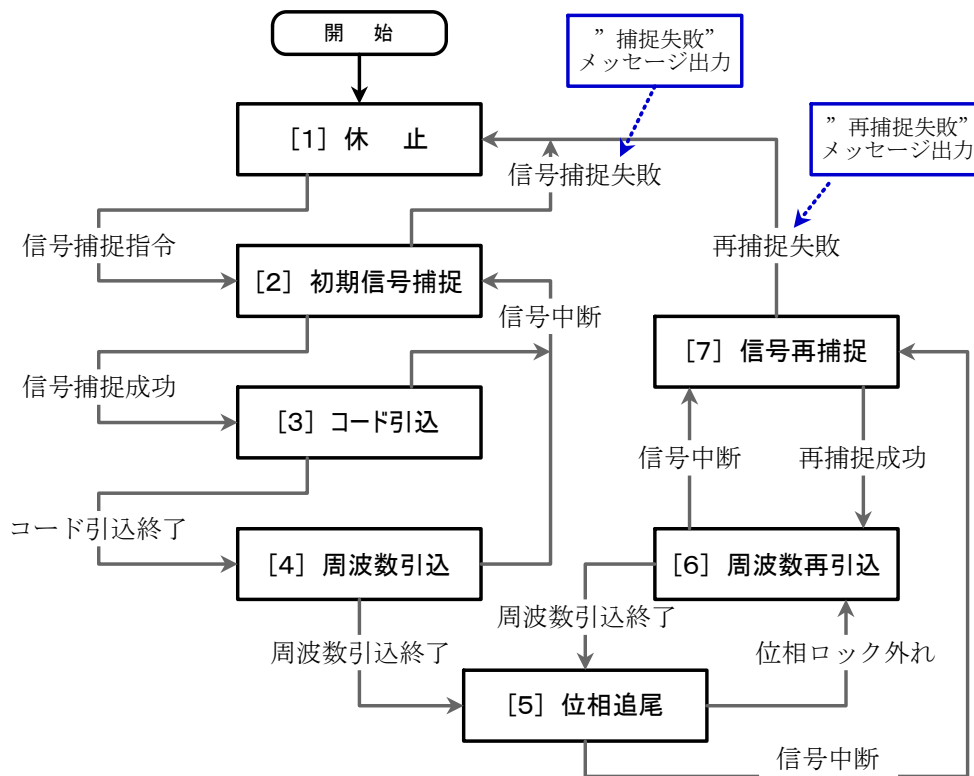 開　始
”捕捉失敗”
メッセージ出力
”再捕捉失敗”
メッセージ出力
[1] 休　止
信号捕捉失敗
信号捕捉指令
再捕捉失敗
[2] 初期信号捕捉
信号中断
[7] 信号再捕捉
信号捕捉成功
[3] コード引込
信号中断
再捕捉成功
コード引込終了
[4] 周波数引込
[6] 周波数再引込
周波数引込終了
周波数引込終了
位相ロック外れ
[5] 位相追尾
信号中断